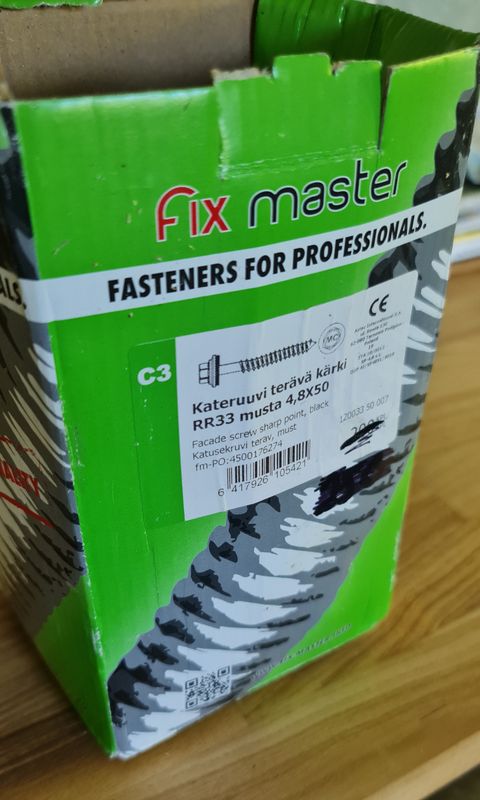 fix master
FASTENERS FOR PROFESSIONALS.
C3
CE
Kateruuvi terävä kärki
RR33 musta 4,8X50
Facade screw sharp point, black
Katusekruvi terav, must
fm-PO:4500176274
120033 50 007
6 417926 105421